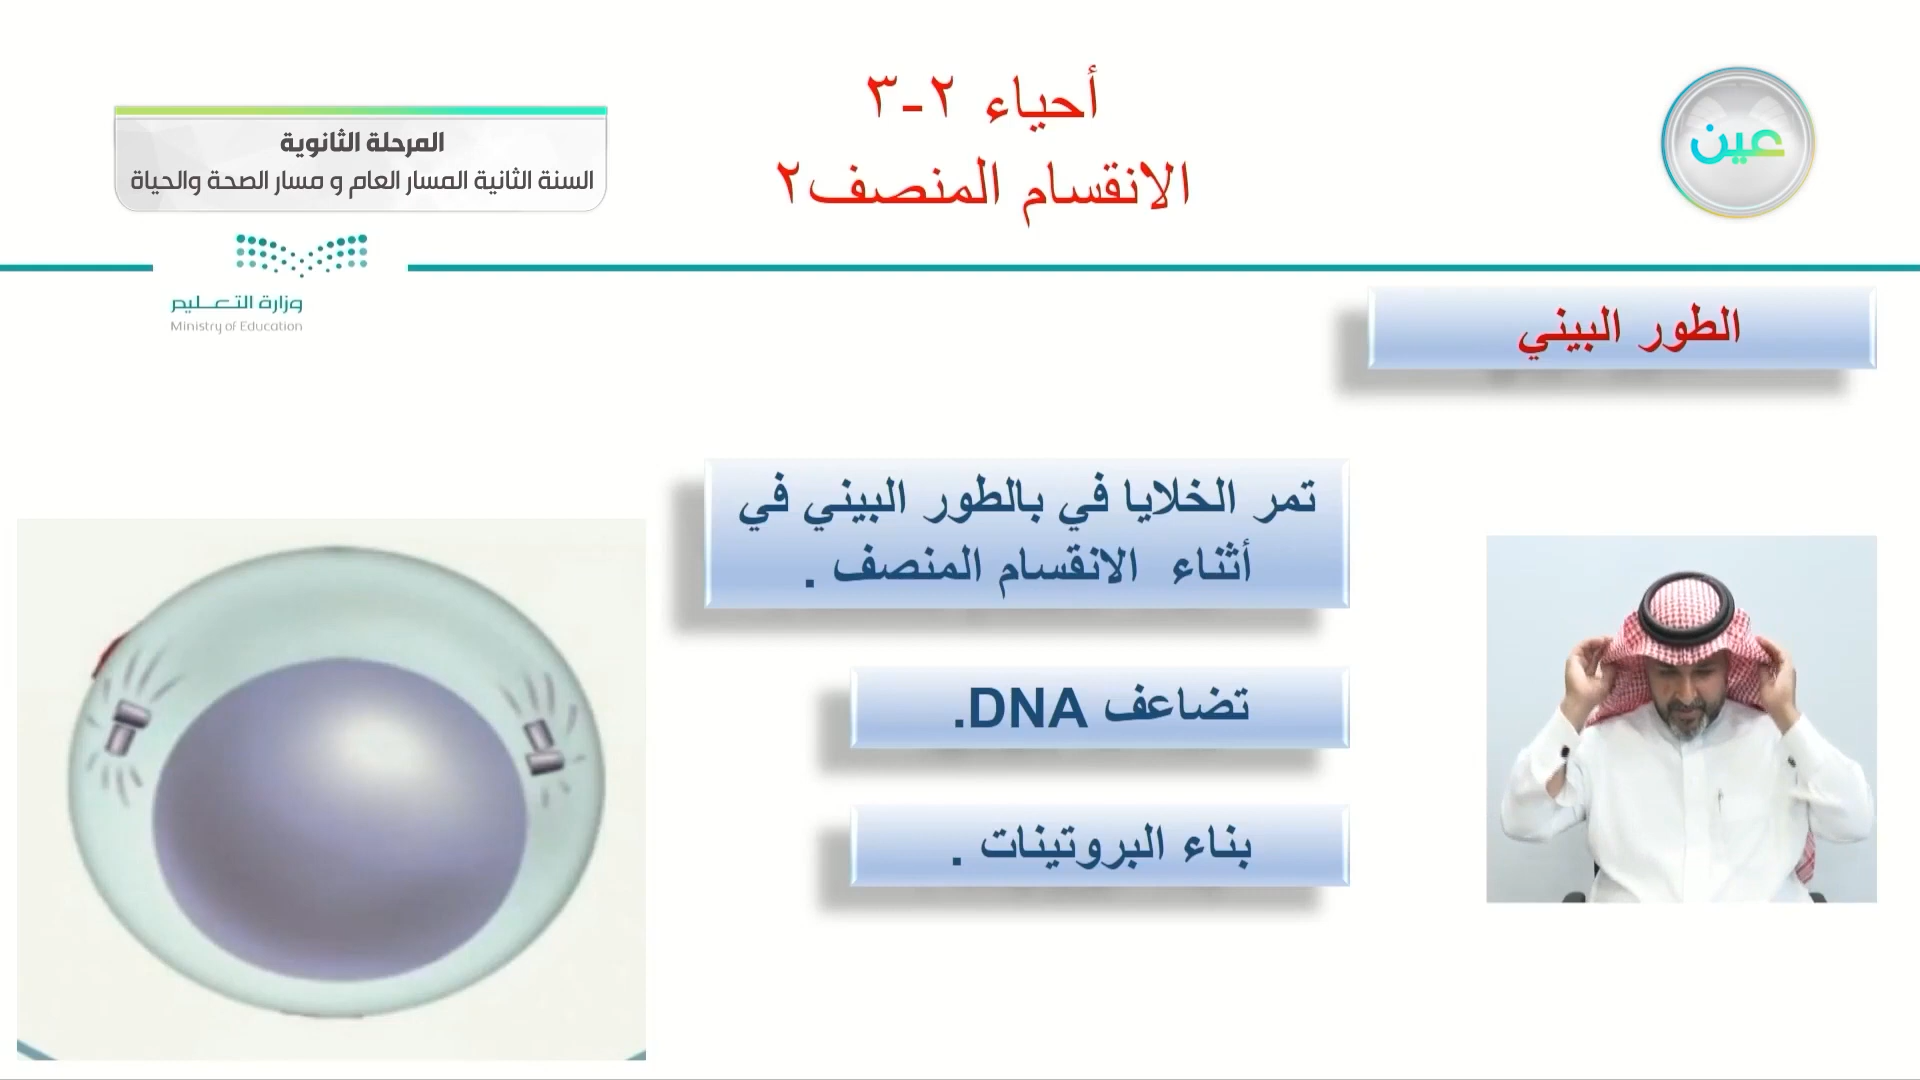 أحياء ٢-٣
الانقسام المنصف٢
عين
المرحلة الثانوية
السنة الثانية المسار العام و مسار الصحة والحياة
وزارة التعليم
Ministry of Education
الطور البيني
تمر الخلايا في بالطور البيني في
أثناء الانقسام المنصف .
تضاعف DNA.
بناء البروتينات .